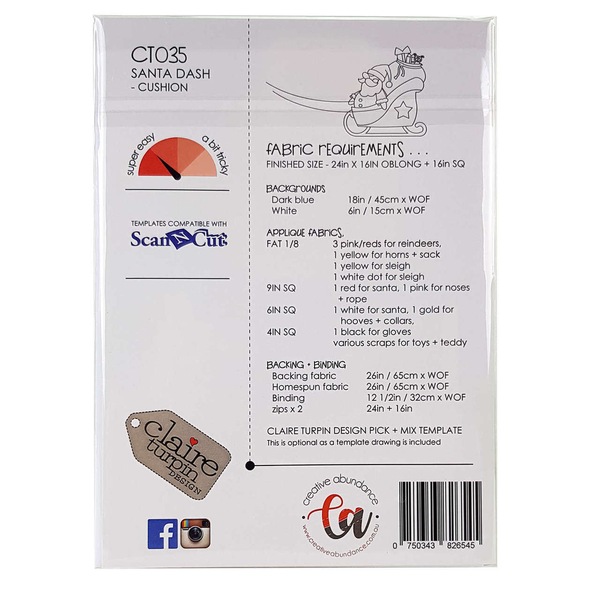 CT035
SANTA DASH
- CUSHION
super easy
a bit tricky
TEMPLATES COMPATIBLE WITH
ScanNCut
fABRIC rEQUIREMENTS . . .
FINISHED SIZE - 24in X 16IN OBLONG + 16in SQ
BACKGROUNDS
Dark blue 18in / 45cm x WOF
White 6in / 15cm x WOF
APPLIQUE fABRICS,
FAT 1/8 3 pink/reds for reindeers,
1 yellow for horns + sack
1 yellow for sleigh
1 white dot for sleigh
9IN SQ 1 red for santa, 1 pink for noses
+ rope
6IN SQ 1 white for santa, 1 gold for
hooves + collars,
4IN SQ 1 black for gloves
various scraps for toys + teddy
BACKING + BINDING
Backing fabric 26in / 65cm x WOF
Homespun fabric 26in / 65cm x WOF
Binding 12 1/2in / 32cm x WOF
zips x 2 24in + 16in
CLAIRE TURPIN DESIGN PICK + MIX TEMPLATE
This is optional as a template drawing is included
claire
turpin
DESIGN
creative abundance
ca
www.creativeabundance.com.au
0 750343 826545